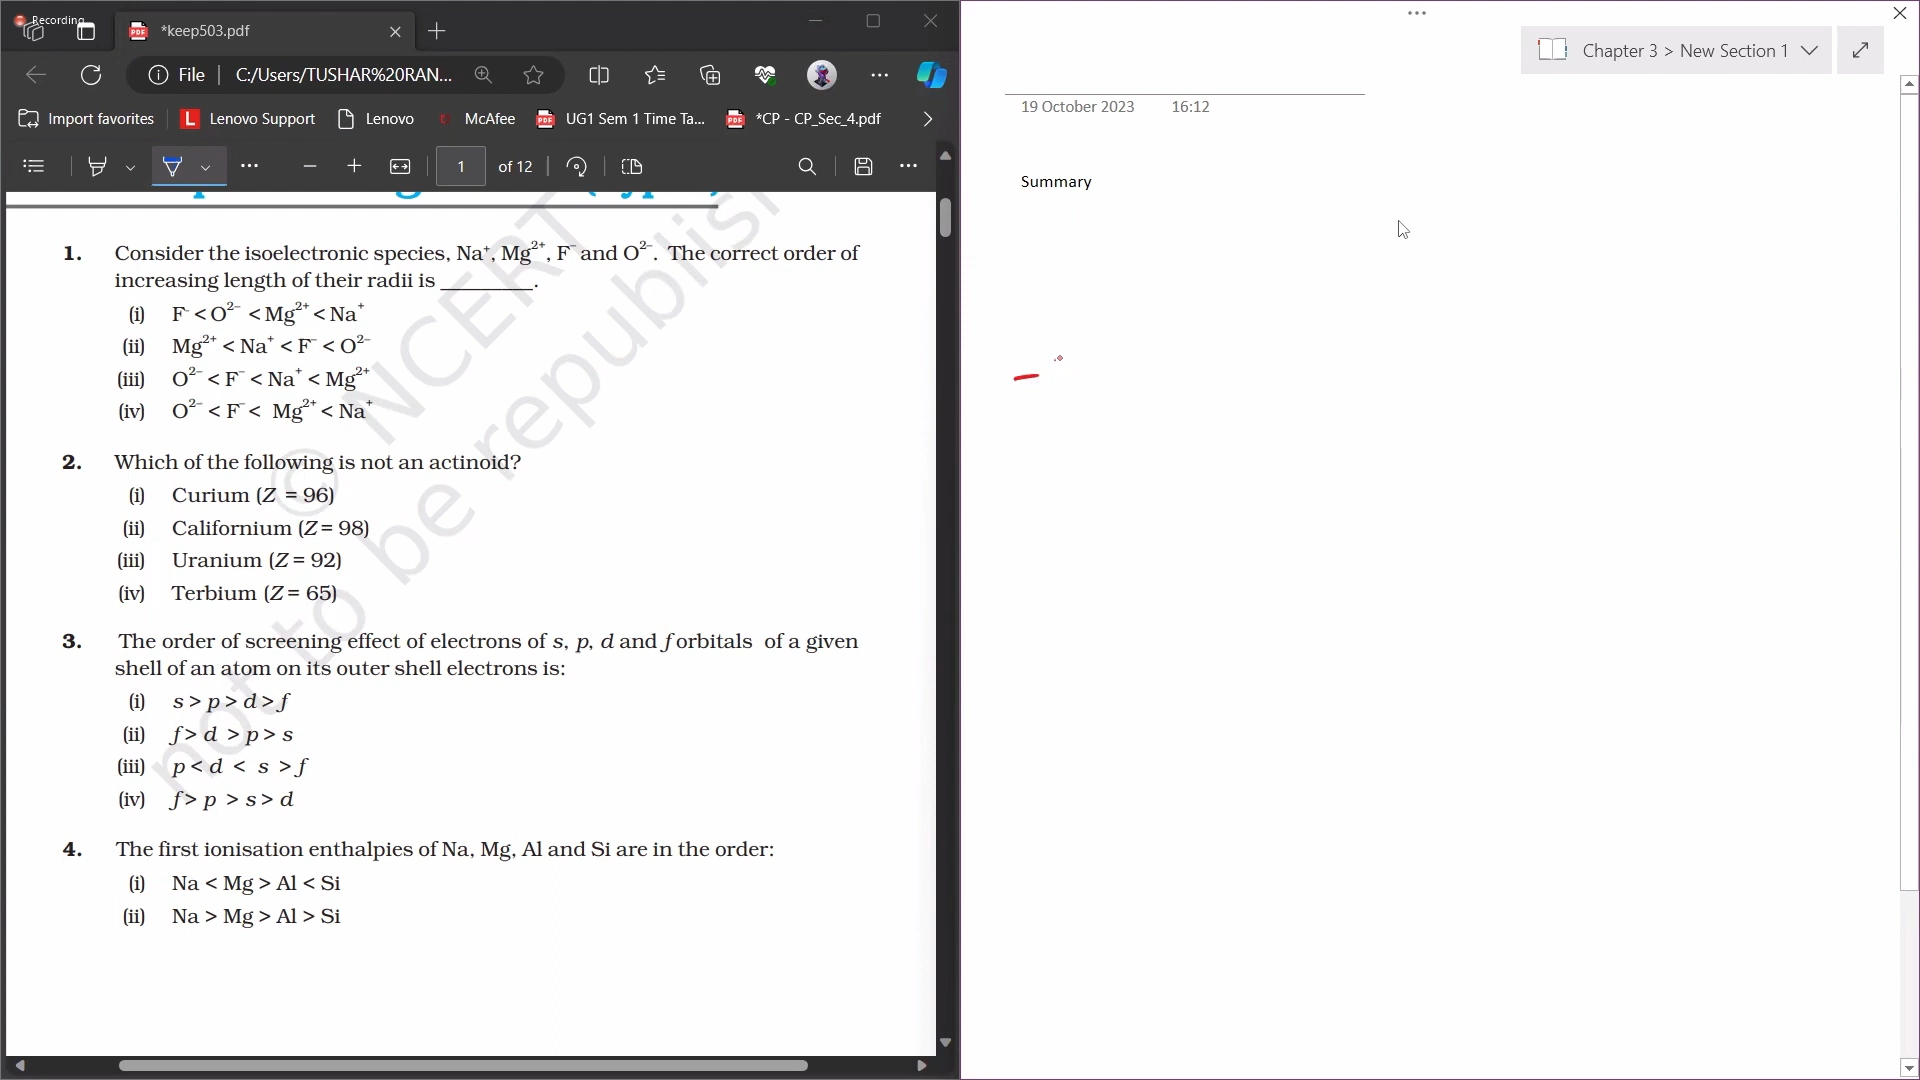 Recording
*keep503.pdf
File
C:/Users/TUSHAR%20RAN...
Import favorites
Lenovo Support
Lenovo
McAfee
UG1 Sem 1 Time Ta...
*CP - CP_Sec_4.pdf
1
of 12
1. Consider the isoelectronic species, Na⁺, Mg²⁺, F⁻ and O²⁻. The correct order of
increasing length of their radii is _________.
(i) F⁻ < O²⁻ < Mg²⁺ < Na⁺
(ii) Mg²⁺ < Na⁺ < F⁻ < O²⁻
(iii) O²⁻ < F⁻ < Na⁺ < Mg²⁺
(iv) O²⁻ < F⁻ < Mg²⁺ < Na⁺
2. Which of the following is not an actinoid?
(i) Curium (Z = 96)
(ii) Californium (Z = 98)
(iii) Uranium (Z = 92)
(iv) Terbium (Z = 65)
3. The order of screening effect of electrons of s, p, d and f orbitals of a given
shell of an atom on its outer shell electrons is:
(i) s > p > d > f
(ii) f > d > p > s
(iii) p < d < s > f
(iv) f > p > s > d
4. The first ionisation enthalpies of Na, Mg, Al and Si are in the order:
(i) Na < Mg > Al < Si
(ii) Na > Mg > Al > Si
© NCERT
not to be republis
Chapter 3 > New Section 1
19 October 2023 16:12
Summary